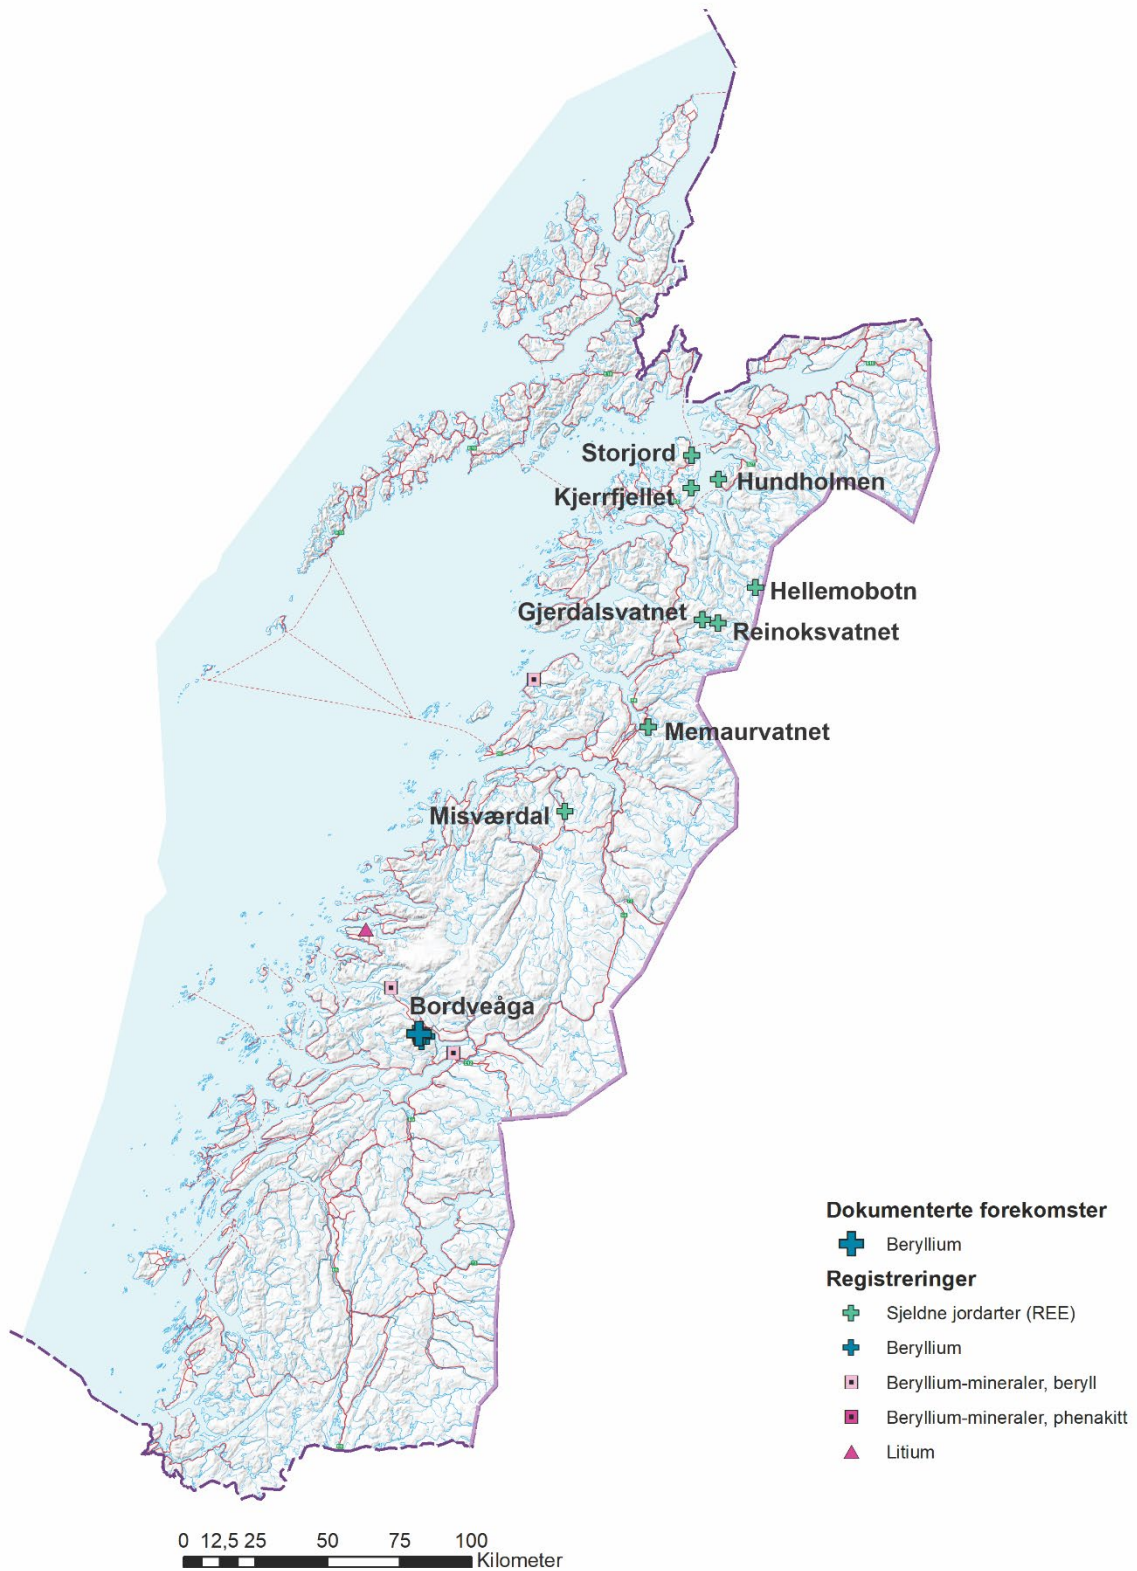 Storjord
Hundholmen
Kjerrfjellet
Hellemobotn
Gjerdalsvatnet
Reinoksvatnet
Memaurvatnet
Misværdal
Bordveåga
Dokumenterte forekomster
Beryllium
Registreringer
Sjeldne jordarter (REE)
Beryllium
Beryllium-mineraler, beryll
Beryllium-mineraler, phenakitt
Litium
0 12,5 25 50 75 100
Kilometer